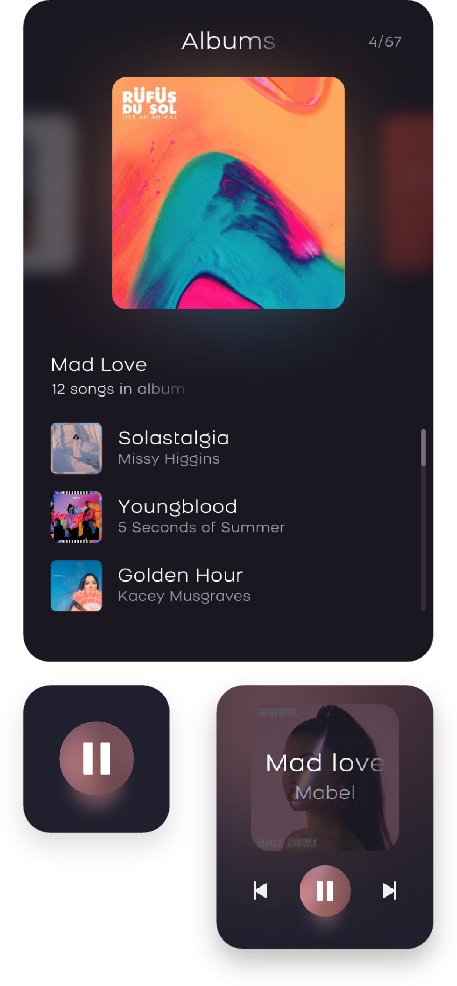 Albums
4/67
RÜFÜS
DU SOL
LIKE AN ANIMAL
Mad Love
12 songs in album
Solastalgia
Missy Higgins
Youngblood
5 Seconds of Summer
Golden Hour
Kacey Musgraves
Mad love
Mabel